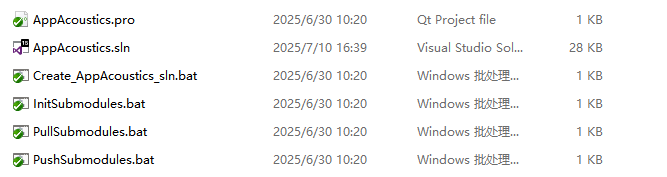 AppAcoustics.pro 2025/6/30 10:20 Qt Project file 1 KB
AppAcoustics.sln 2025/7/10 16:39 Visual Studio Sol... 28 KB
Create_AppAcoustics_sln.bat 2025/6/30 10:20 Windows 批处理... 1 KB
InitSubmodules.bat 2025/6/30 10:20 Windows 批处理... 1 KB
PullSubmodules.bat 2025/6/30 10:20 Windows 批处理... 1 KB
PushSubmodules.bat 2025/6/30 10:20 Windows 批处理... 1 KB